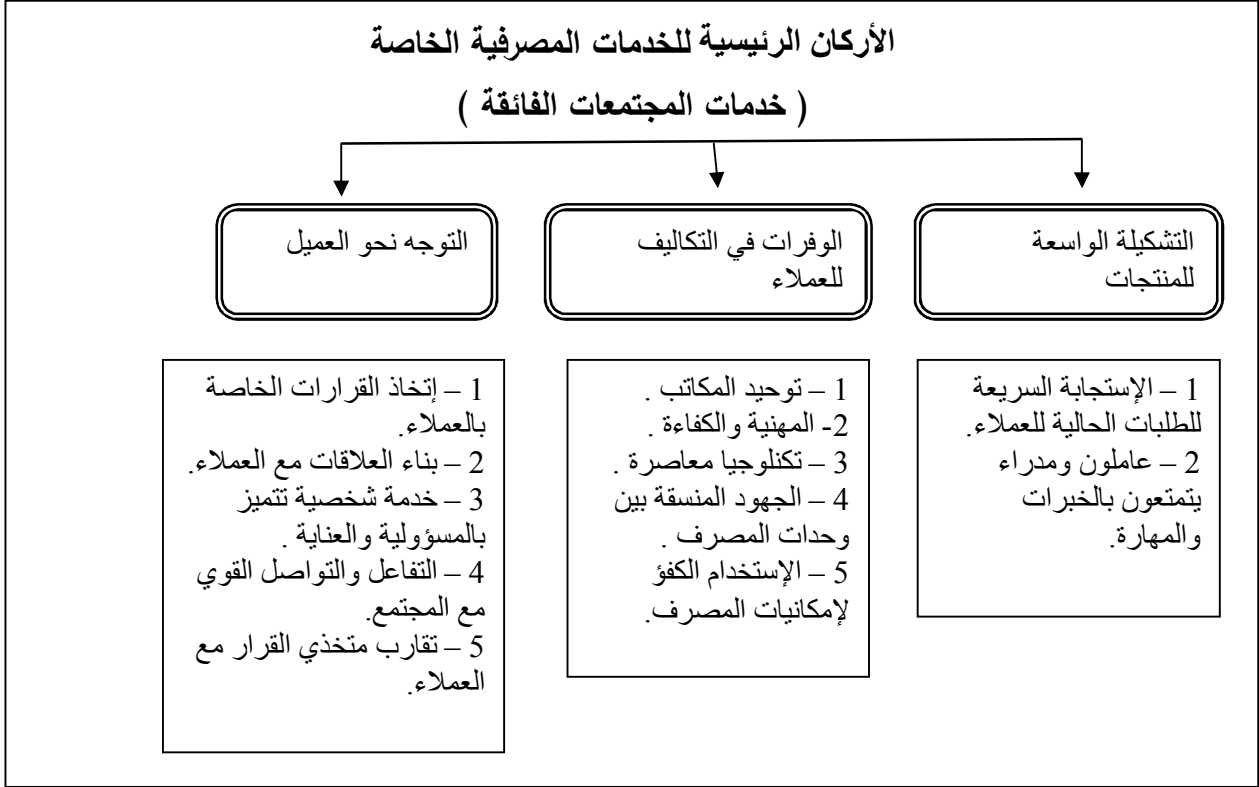 الأركان الرئيسية للخدمات المصرفية الخاصة
( خدمات المجتمعات الفائقة )
التشكيلة الواسعة
للمنتجات
الوفرات في التكاليف
للعملاء
التوجه نحو العميل
1 – الإستجابة السريعة
للطلبات الحالية للعملاء.
2 – عاملون ومدراء
يتمتعون بالخبرات
والمهارة.
1 – توحيد المكاتب .
2- المهنية والكفاءة .
3 – تكنلوجيا معاصرة .
4 – الجهود المنسقة بين
وحدات المصرف .
5 – الإستخدام الكفؤ
لإمكانيات المصرف.
1 – إتخاذ القرارات الخاصة
بالعملاء.
2 – بناء العلاقات مع العملاء.
3 – خدمة شخصية تتميز
بالمسؤولية والعناية .
4 – التفاعل والتواصل القوي
مع المجتمع.
5 – تقارب متخذي القرار مع
العملاء.